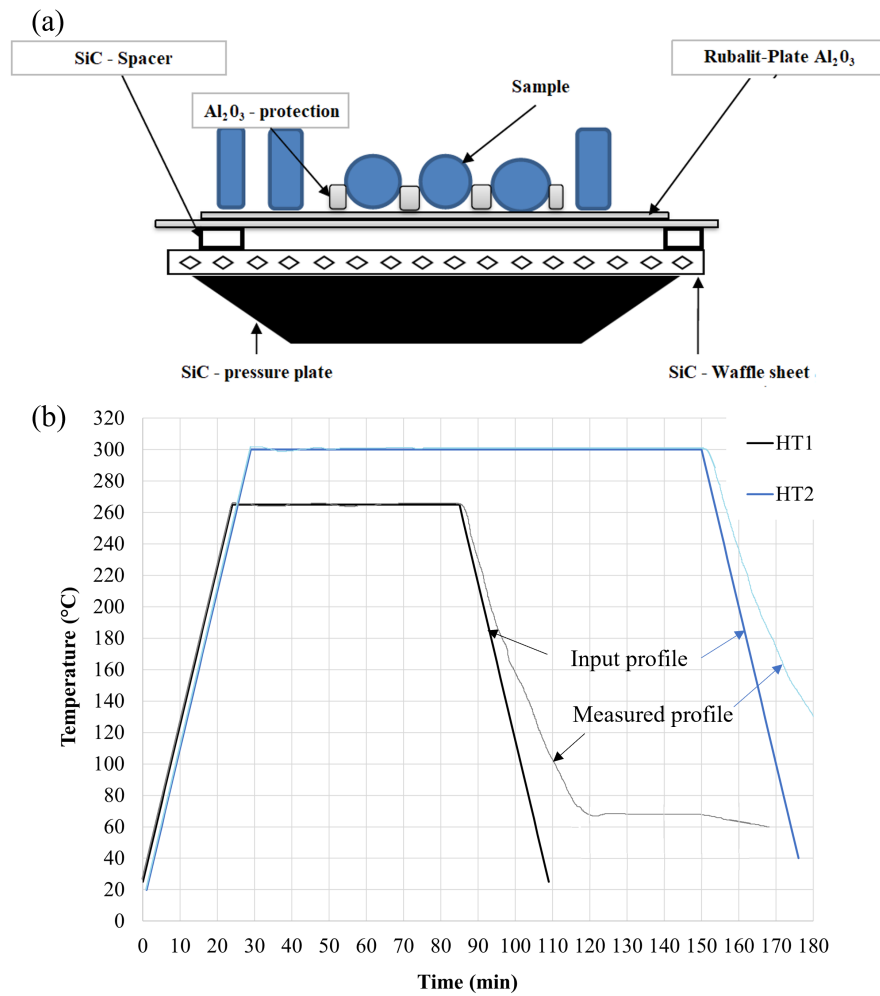 (a)
SiC - Spacer
Rubalit-Plate Al₂0₃
Al₂0₃ - protection
Sample
SiC - pressure plate
SiC - Waffle sheet
(b)
320
300
280
260
240
220
200
180
160
140
120
100
80
60
40
20
0
Temperature (°C)
HT1
HT2
Input profile
Measured profile
0 10 20 30 40 50 60 70 80 90 100 110 120 130 140 150 160 170 180
Time (min)